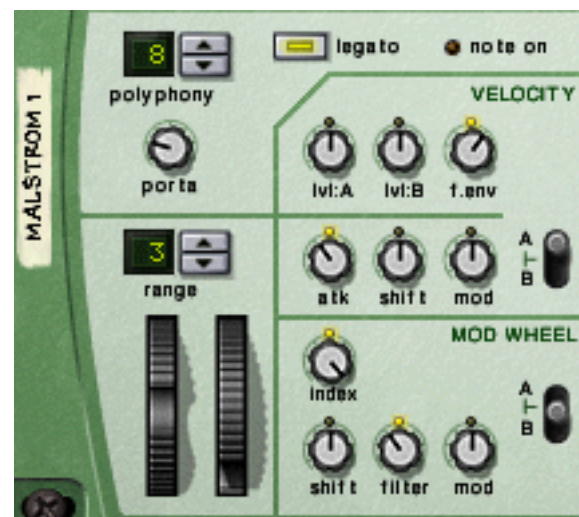 MALSTROM 1
8
legato
note on
polyphony
VELOCITY
porta
lvl:A
lvl:B
f.env
3
range
atk
shift
mod
A
B
MOD WHEEL
index
A
B
shift
filter
mod